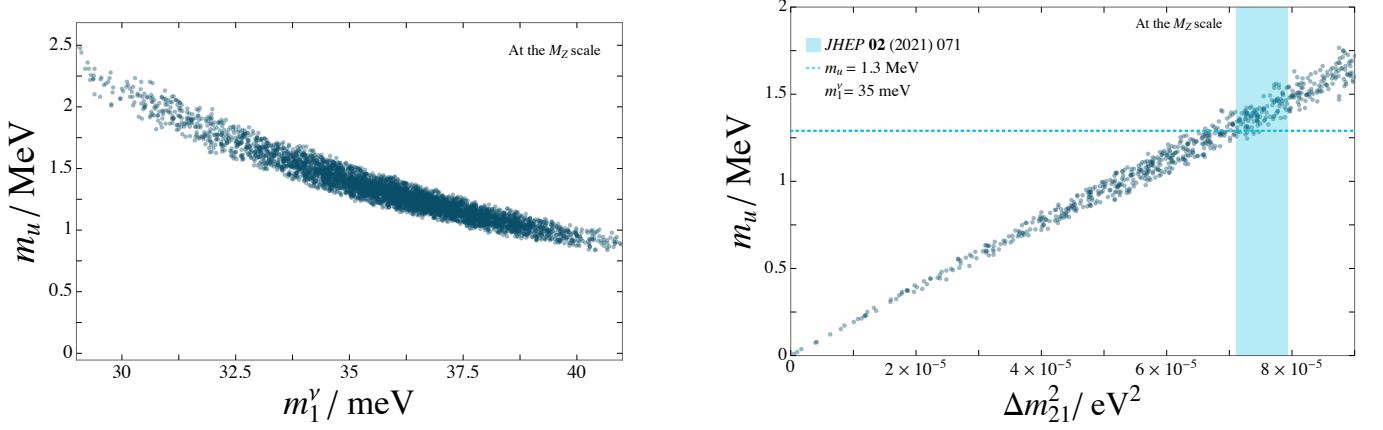 2.5
2
1.5
1
0.5
0
m_u / MeV
At the M_Z scale
30
32.5
35
37.5
40
m_1^ν / meV
2
1.5
1
0.5
0
m_u / MeV
At the M_Z scale
JHEP 02 (2021) 071
m_u = 1.3 MeV
m_1^ν = 35 meV
0
2 × 10^-5
4 × 10^-5
6 × 10^-5
8 × 10^-5
Δm_21^2 / eV^2